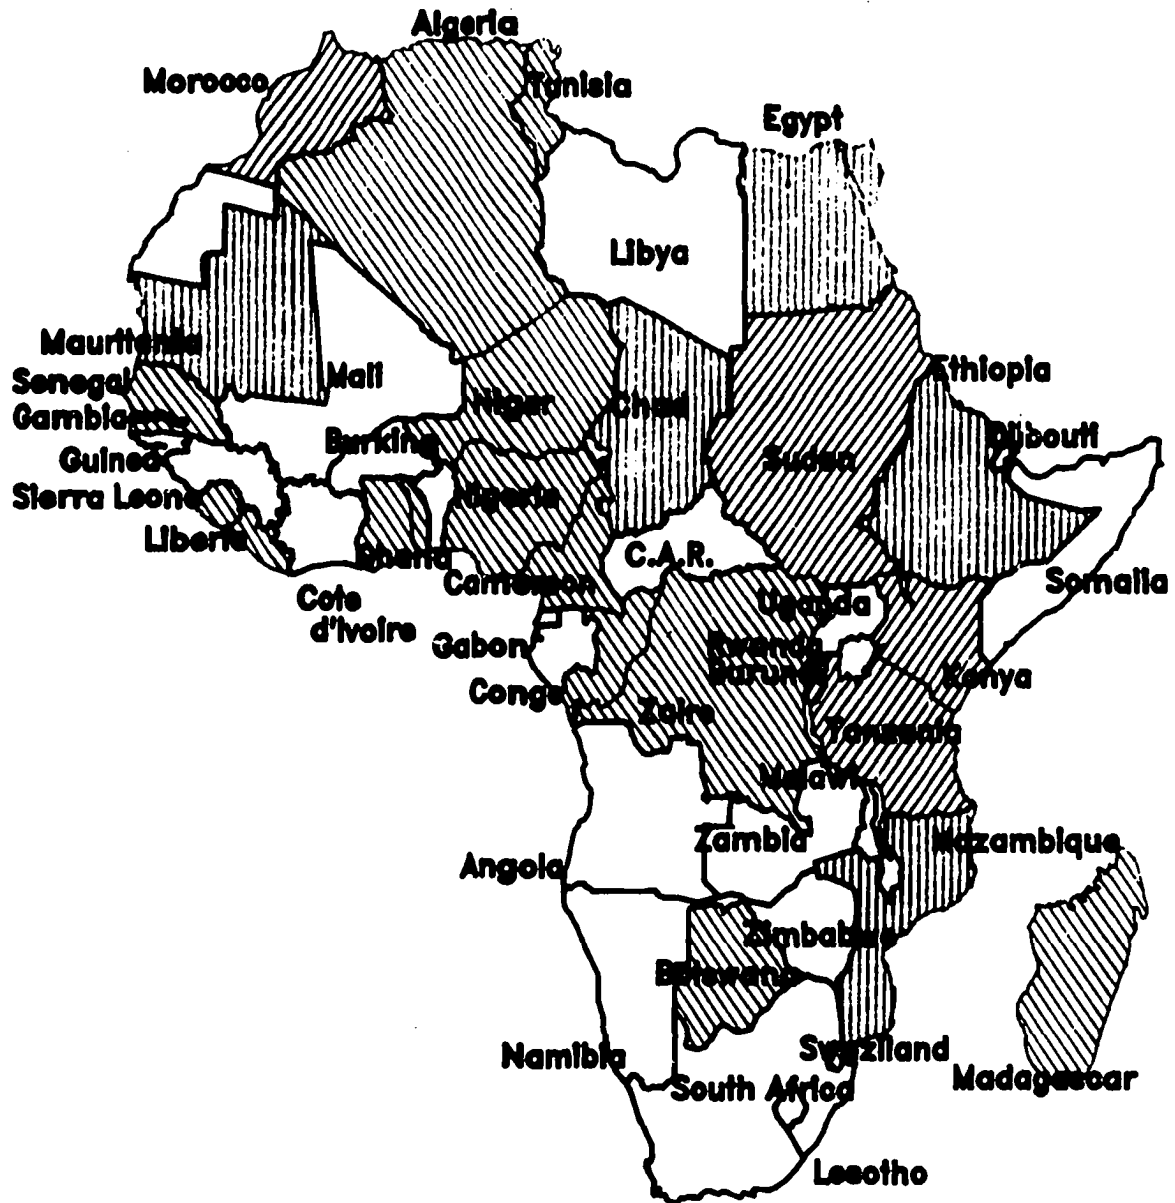 Algeria
Morocco
Tunisia
Egypt
Libya
Mauritania
Senegal
Mali
Gambia
Niger
Chad
Ethiopia
Burkina
Sudan
Djibouti
Guinea
Sierra Leone
Nigeria
Liberia
Ghana
Cameroon
C.A.R.
Somalia
Cote
d'Ivoire
Uganda
Gabon
Rwanda
Burundi
Kenya
Congo
Zaire
Tanzania
Malawi
Zambia
Mazambique
Angola
Zimbabwe
Botswana
Namibia
Swaziland
South Africa
Madagascar
Lesotho